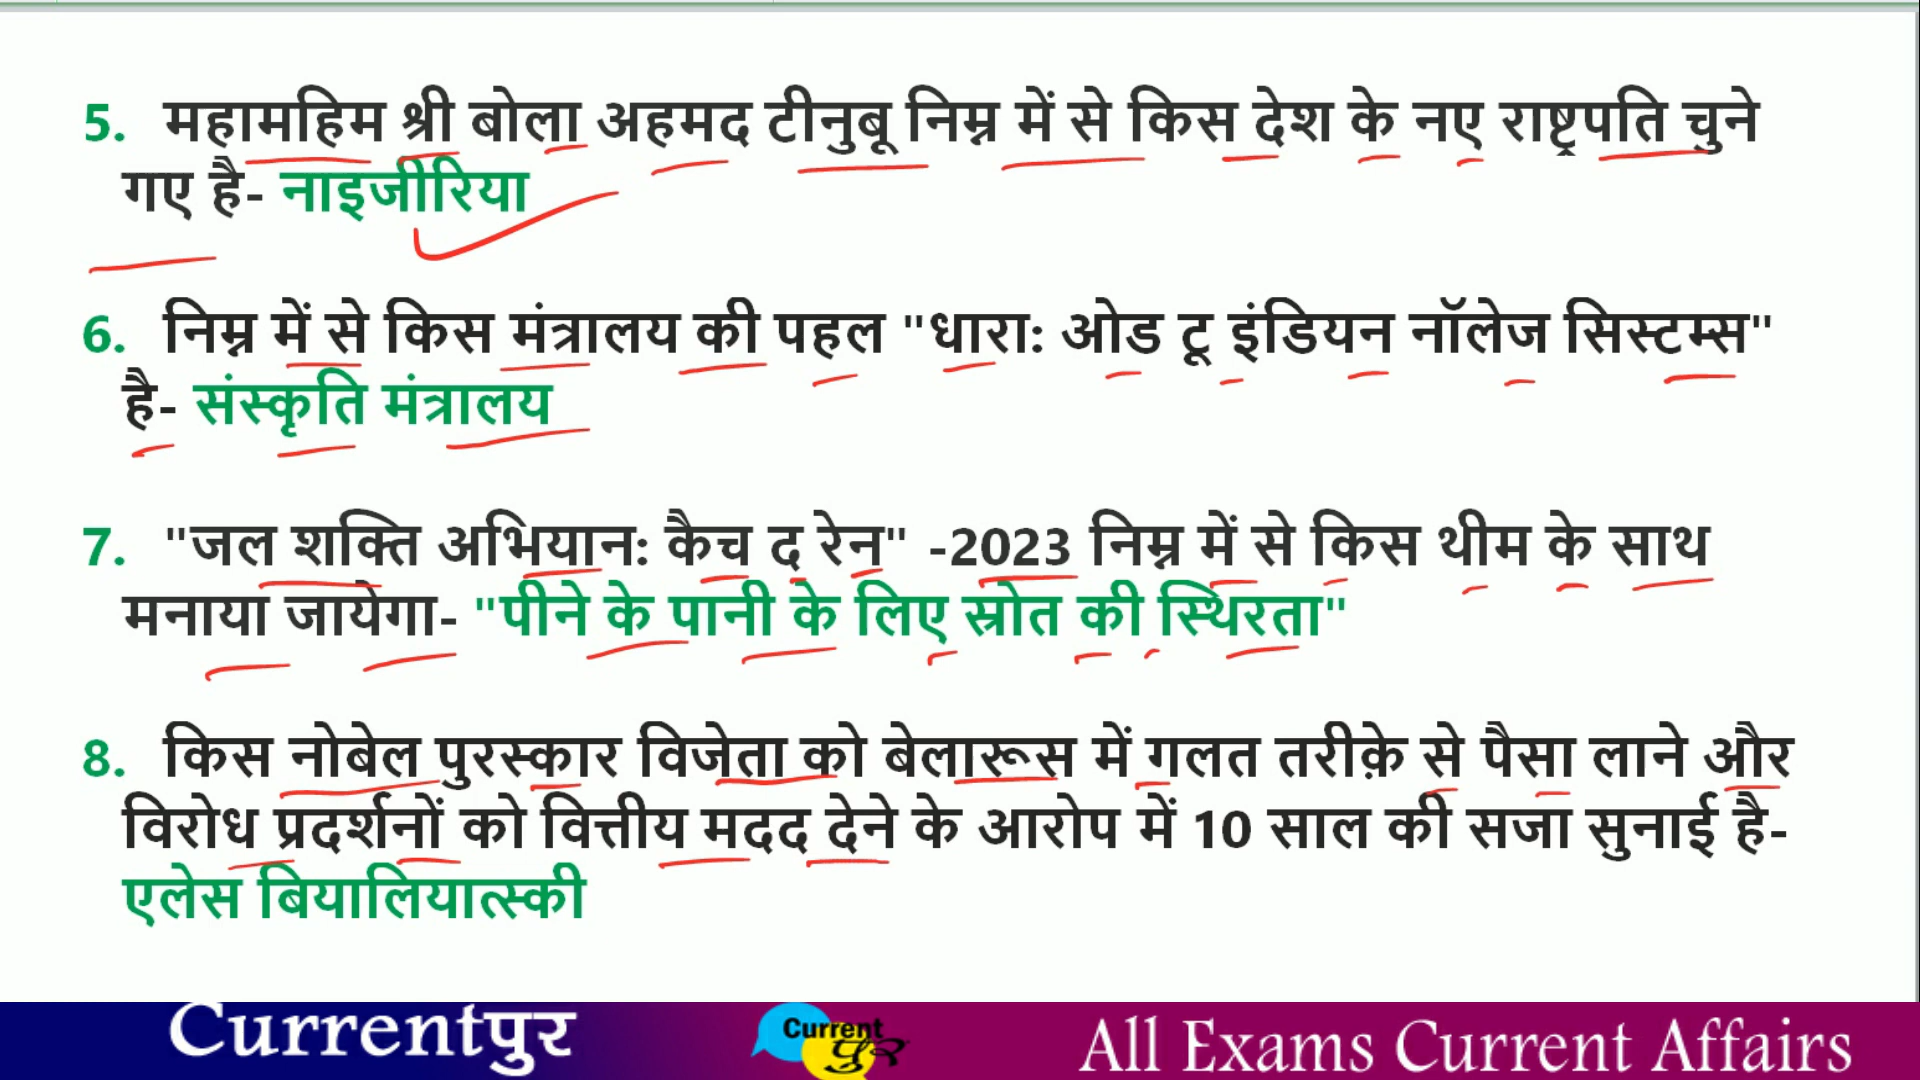 5. महामहिम श्री बोला अहमद टीनुबू निम्न में से किस देश के नए राष्ट्रपति चुने
गए है- नाइजीरिया
6. निम्न में से किस मंत्रालय की पहल "धारा: ओड टू इंडियन नॉलेज सिस्टम्स"
है- संस्कृति मंत्रालय
7. "जल शक्ति अभियान: कैच द रेन" -2023 निम्न में से किस थीम के साथ
मनाया जायेगा- "पीने के पानी के लिए स्रोत की स्थिरता"
8. किस नोबेल पुरस्कार विजेता को बेलारूस में गलत तरीक़े से पैसा लाने और
विरोध प्रदर्शनों को वित्तीय मदद देने के आरोप में 10 साल की सजा सुनाई है-
एलेस बियालियात्स्की
Currentपुर
Current
पुर
All Exams Current Affairs